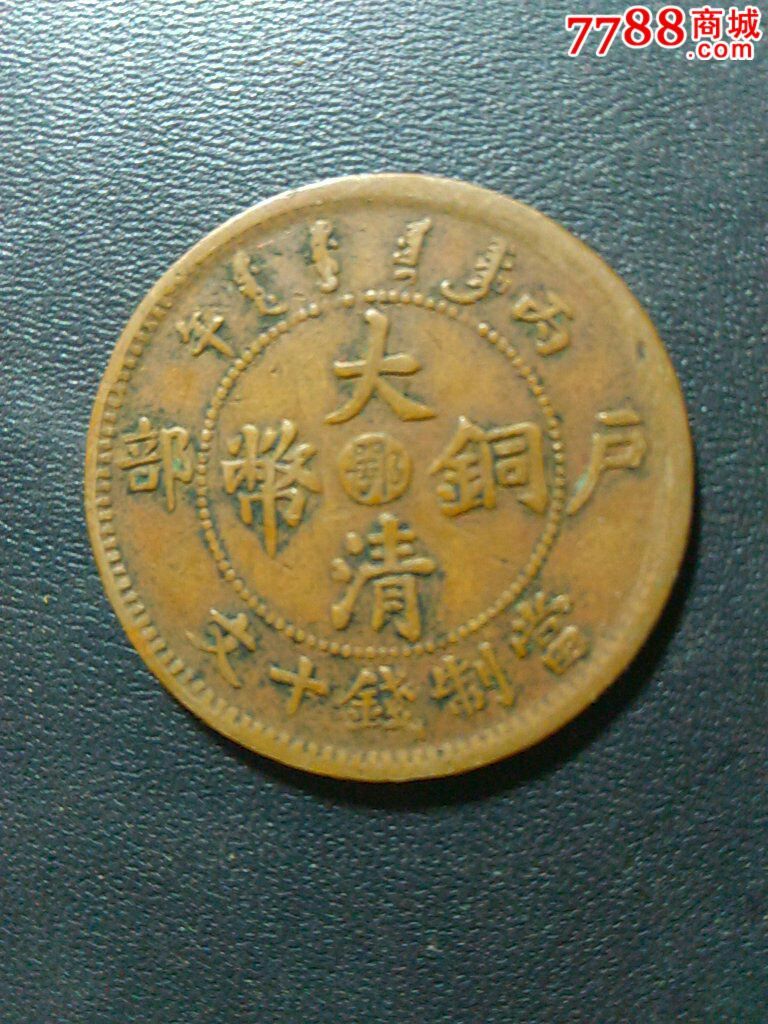 大清銅幣
鄂
丙午
户部
當制錢十文
7788商城
.com